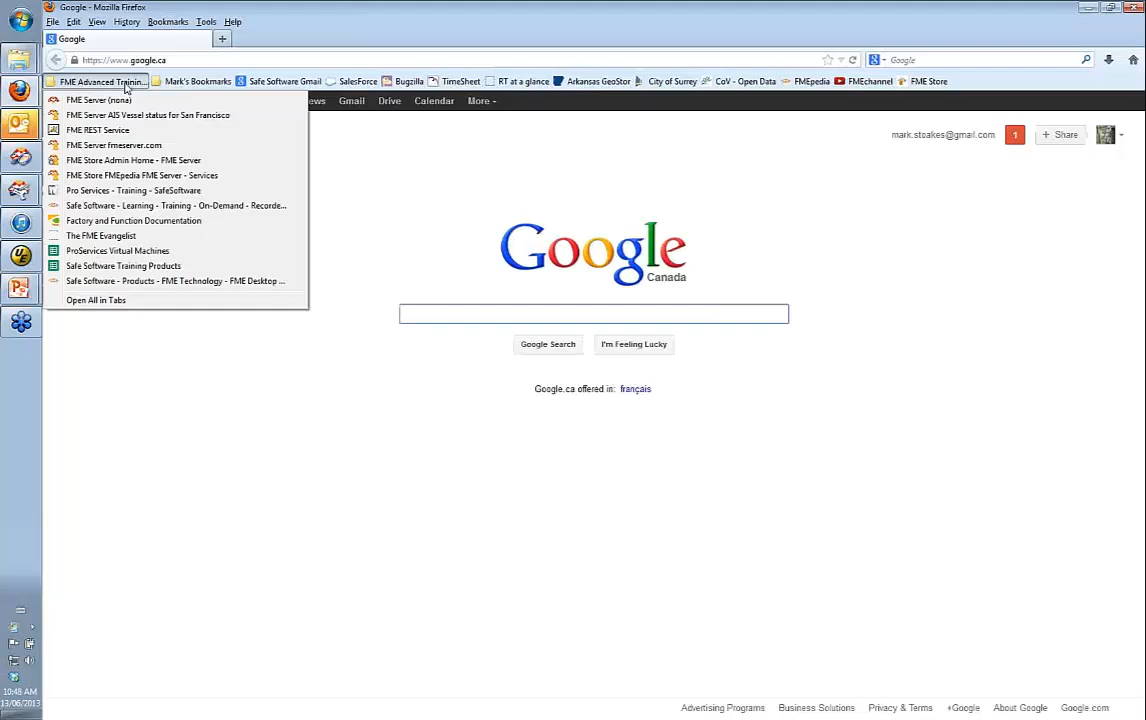 Google - Mozilla Firefox
File Edit View History Bookmarks Tools Help
Google
https://www.google.ca
Google
FME Advanced Trainin... Mark's Bookmarks Safe Software Gmail SalesForce Bugzilla TimeSheet RT at a glance Arkansas GeoStor City of Surrey CoV - Open Data FMEpedia FMEchannel FME Store
ews Gmail Calendar Drive More
FME Server (nona)
FME Server AIS Vessel status for San Francisco
FME REST Service
FME Server fmeserver.com
FME Store Admin Home - FME Server
FME Store FMEpedia FME Server - Services
Pro Services - Training - SafeSoftware
Safe Software - Learning - Training - On-Demand - Recorde...
Factory and Function Documentation
The FME Evangelist
ProServices Virtual Machines
Safe Software Training Products
Safe Software - Products - FME Technology - FME Desktop ...
Open All in Tabs
mark.stoakes@gmail.com 1 + Share
Google
Canada
Google Search I'm Feeling Lucky
Google.ca offered in: français
10:48 AM
13/06/2013
Advertising Programs Business Solutions Privacy & Terms +Google About Google Google.com